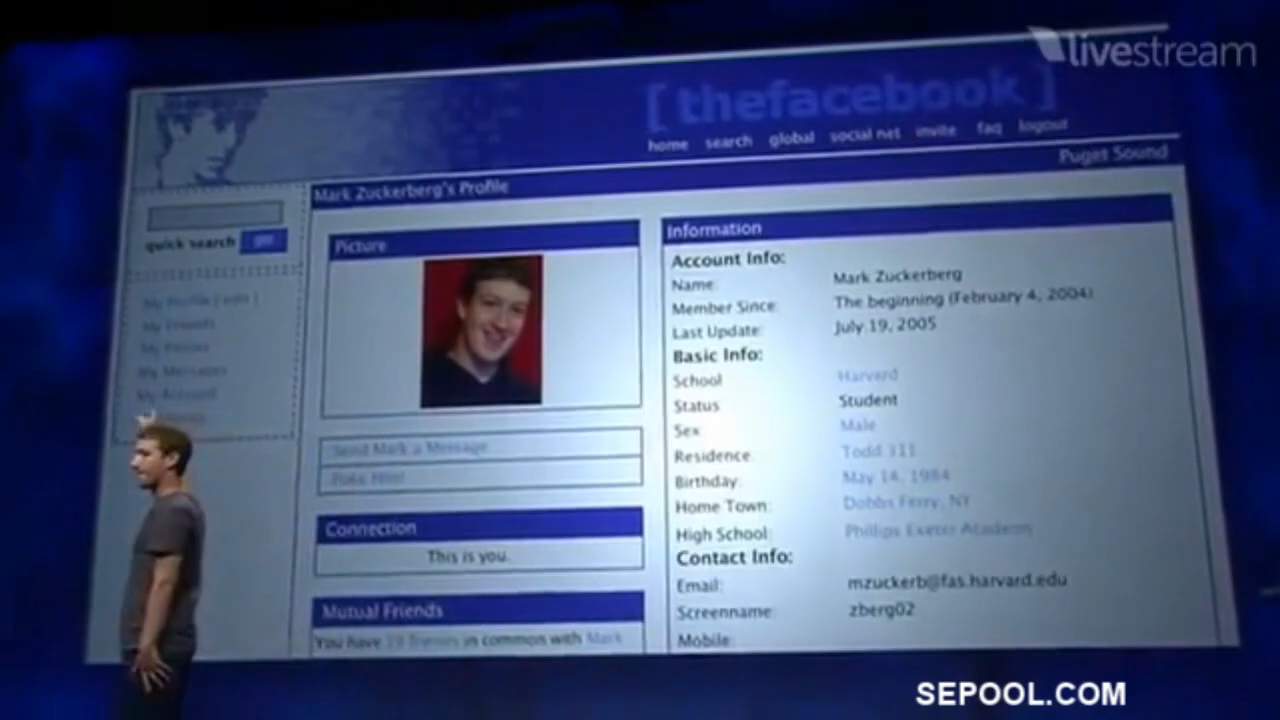 livestream
[ thefacebook ]
home search global social net invite faq logout
Puget Sound
Mark Zuckerberg's Profile
quick search
My Profile [edit]
My Friends
My Messages
My Account
Picture
Send Mark a Message
Poke Him!
Connection
This is you.
Mutual Friends
You have 19 friends in common with Mark
Information
Account Info:
Name: Mark Zuckerberg
Member Since: The beginning (February 4, 2004)
Last Update: July 19, 2005
Basic Info:
School Harvard
Status Student
Sex: Male
Residence: Todd 311
Birthday: May 14, 1984
Home Town: Dobbs Ferry, NY
High School: Phillips Exeter Academy
Contact Info:
Email: mzuckerb@fas.harvard.edu
Screenname: zberg02
Mobile:
SEPOOL.COM